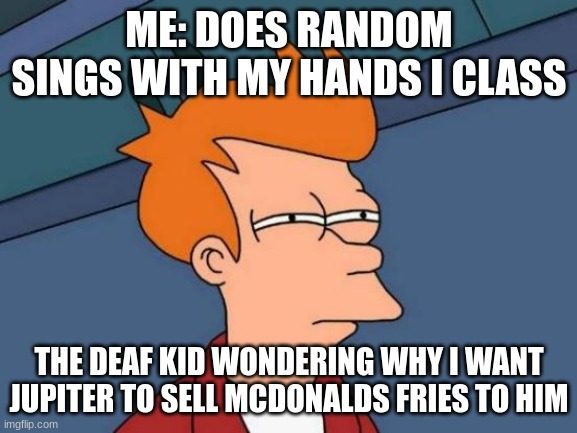 ME: DOES RANDOM
SINGS WITH MY HANDS I CLASS
THE DEAF KID WONDERING WHY I WANT
JUPITER TO SELL MCDONALDS FRIES TO HIM
imgflip.com